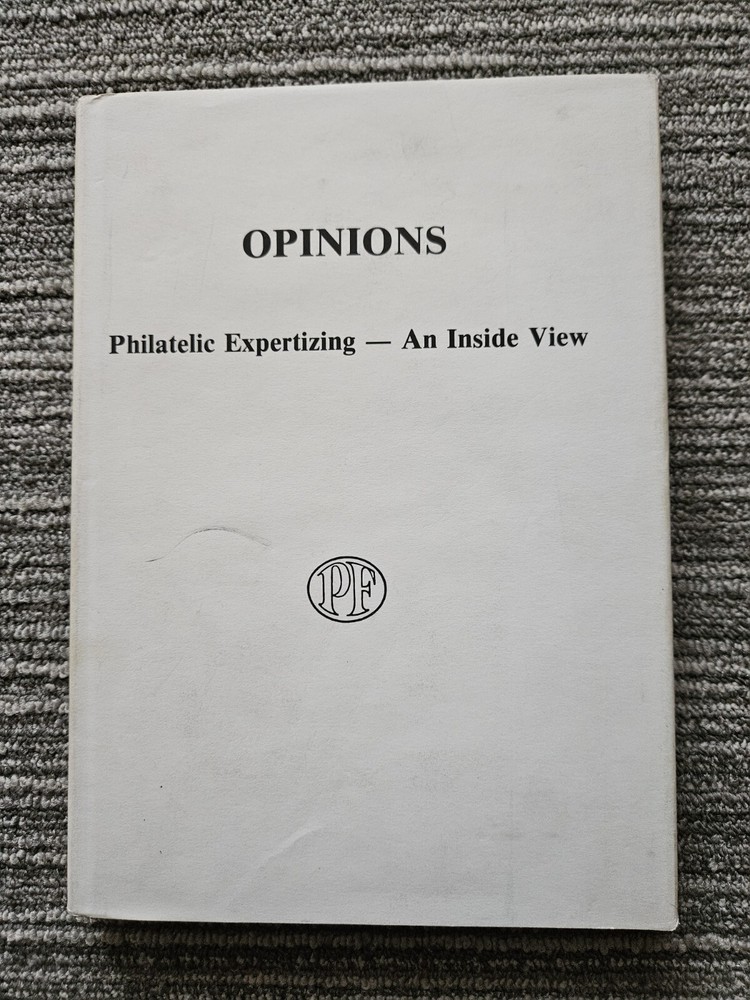 OPINIONS
Philatelic Expertizing — An Inside View
PF